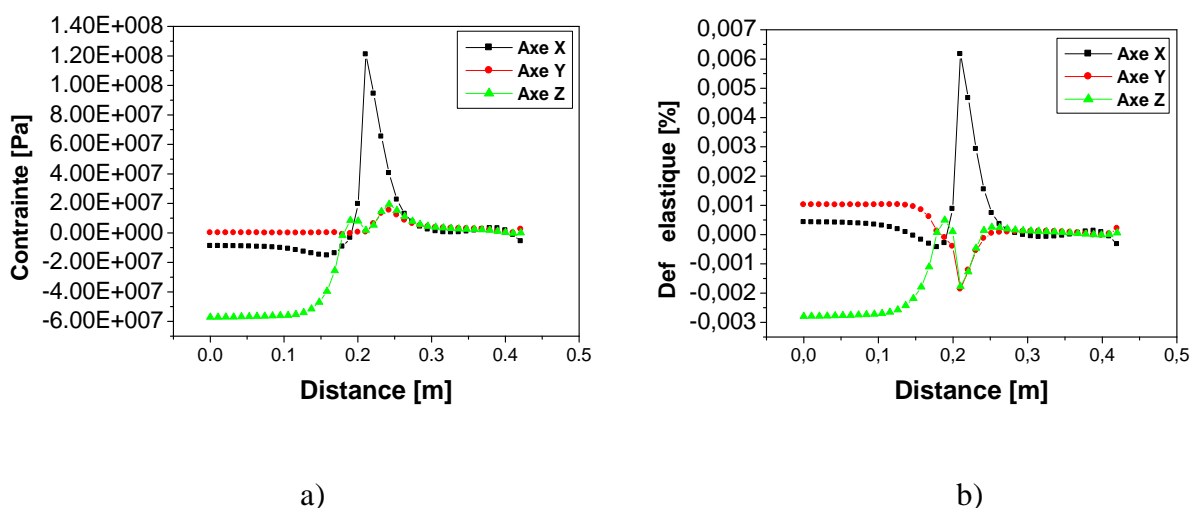 1.40E+008
1.20E+008
1.00E+008
8.00E+007
6.00E+007
4.00E+007
2.00E+007
0.00E+000
-2.00E+007
-4.00E+007
-6.00E+007
Contrainte [Pa]
0.0 0.1 0.2 0.3 0.4 0.5
Distance [m]
Axe X
Axe Y
Axe Z
a)
0,007
0,006
0,005
0,004
0,003
0,002
0,001
0,000
-0,001
-0,002
-0,003
Def elastique [%]
0,0 0,1 0,2 0,3 0,4 0,5
Distance [m]
Axe X
Axe Y
Axe Z
b)